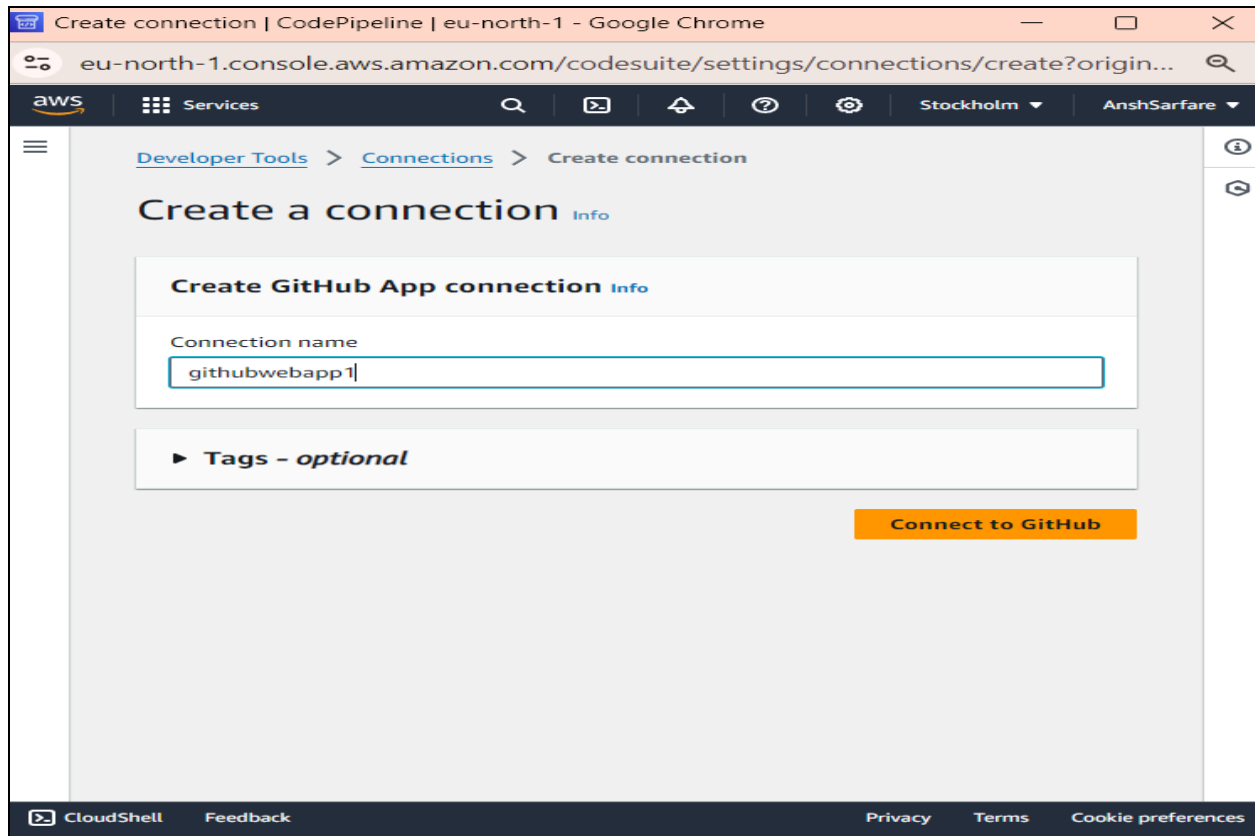 Create connection | CodePipeline | eu-north-1 - Google Chrome
eu-north-1.console.aws.amazon.com/codesuite/settings/connections/create?origin...
aws Services Stockholm AnshSarfare
Developer Tools > Connections > Create connection
Create a connection Info
Create GitHub App connection Info
Connection name
githubwebapp1
Tags - optional
Connect to GitHub
CloudShell Feedback Privacy Terms Cookie preferences